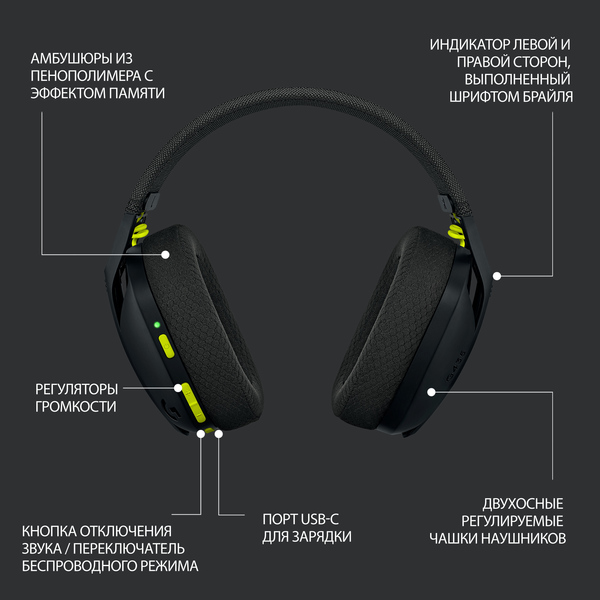 АМБУШЮРЫ ИЗ
ПЕНОПОЛИМЕРА С
ЭФФЕКТОМ ПАМЯТИ
ИНДИКАТОР ЛЕВОЙ И
ПРАВОЙ СТОРОН,
ВЫПОЛНЕННЫЙ
ШРИФТОМ БРАЙЛЯ
РЕГУЛЯТОРЫ
ГРОМКОСТИ
КНОПКА ОТКЛЮЧЕНИЯ
ЗВУКА / ПЕРЕКЛЮЧАТЕЛЬ
БЕСПРОВОДНОГО РЕЖИМА
ПОРТ USB-C
ДЛЯ ЗАРЯДКИ
ДВУХОСНЫЕ
РЕГУЛИРУЕМЫЕ
ЧАШКИ НАУШНИКОВ